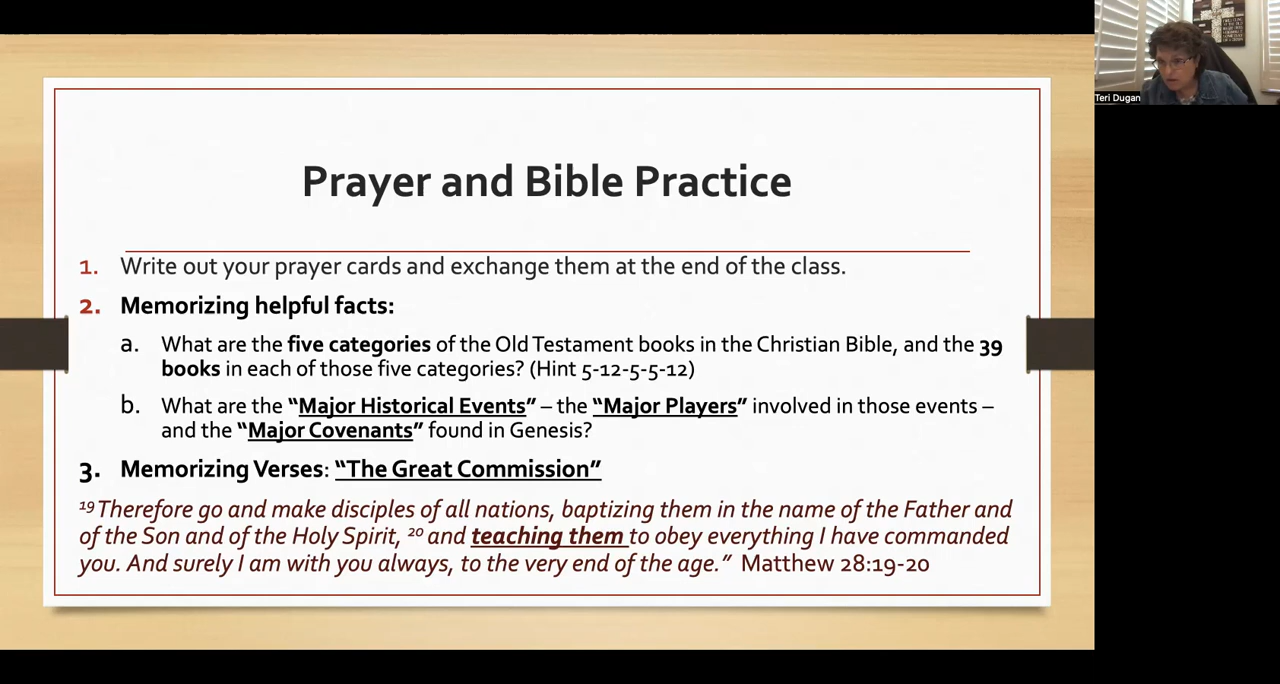 Prayer and Bible Practice
1. Write out your prayer cards and exchange them at the end of the class.
2. Memorizing helpful facts:
a. What are the five categories of the Old Testament books in the Christian Bible, and the 39
books in each of those five categories? (Hint 5-12-5-5-12)
b. What are the “Major Historical Events” – the “Major Players” involved in those events –
and the “Major Covenants” found in Genesis?
3. Memorizing Verses: “The Great Commission”
19 Therefore go and make disciples of all nations, baptizing them in the name of the Father and
of the Son and of the Holy Spirit, 20 and teaching them to obey everything I have commanded
you. And surely I am with you always, to the very end of the age.” Matthew 28:19-20
Teri Dugan